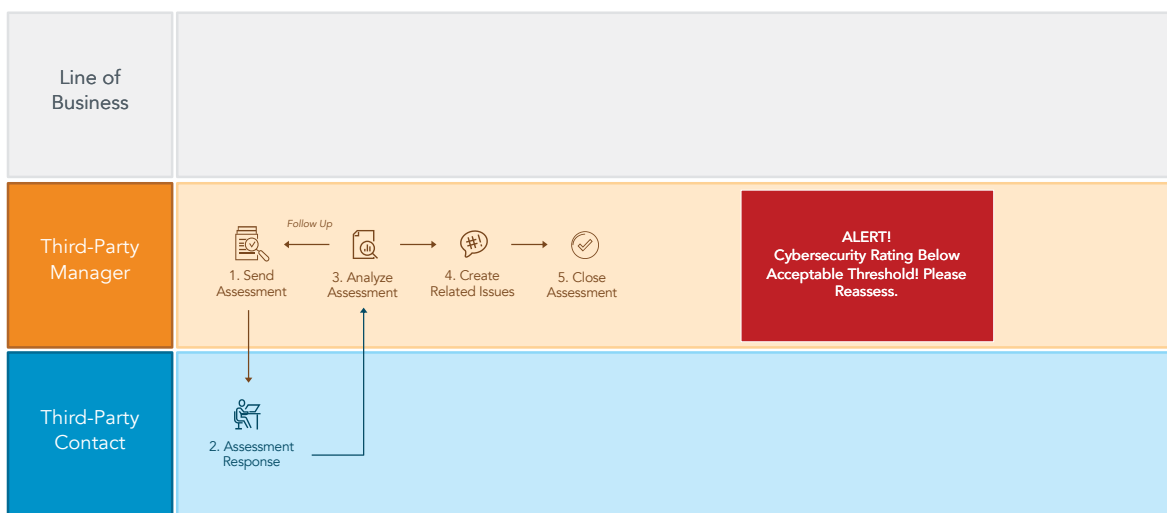 Line of
Business
Third-Party
Manager
Follow Up
1. Send
Assessment
3. Analyze
Assessment
4. Create
Related Issues
5. Close
Assessment
ALERT!
Cybersecurity Rating Below
Acceptable Threshold! Please
Reassess.
Third-Party
Contact
2. Assessment
Response